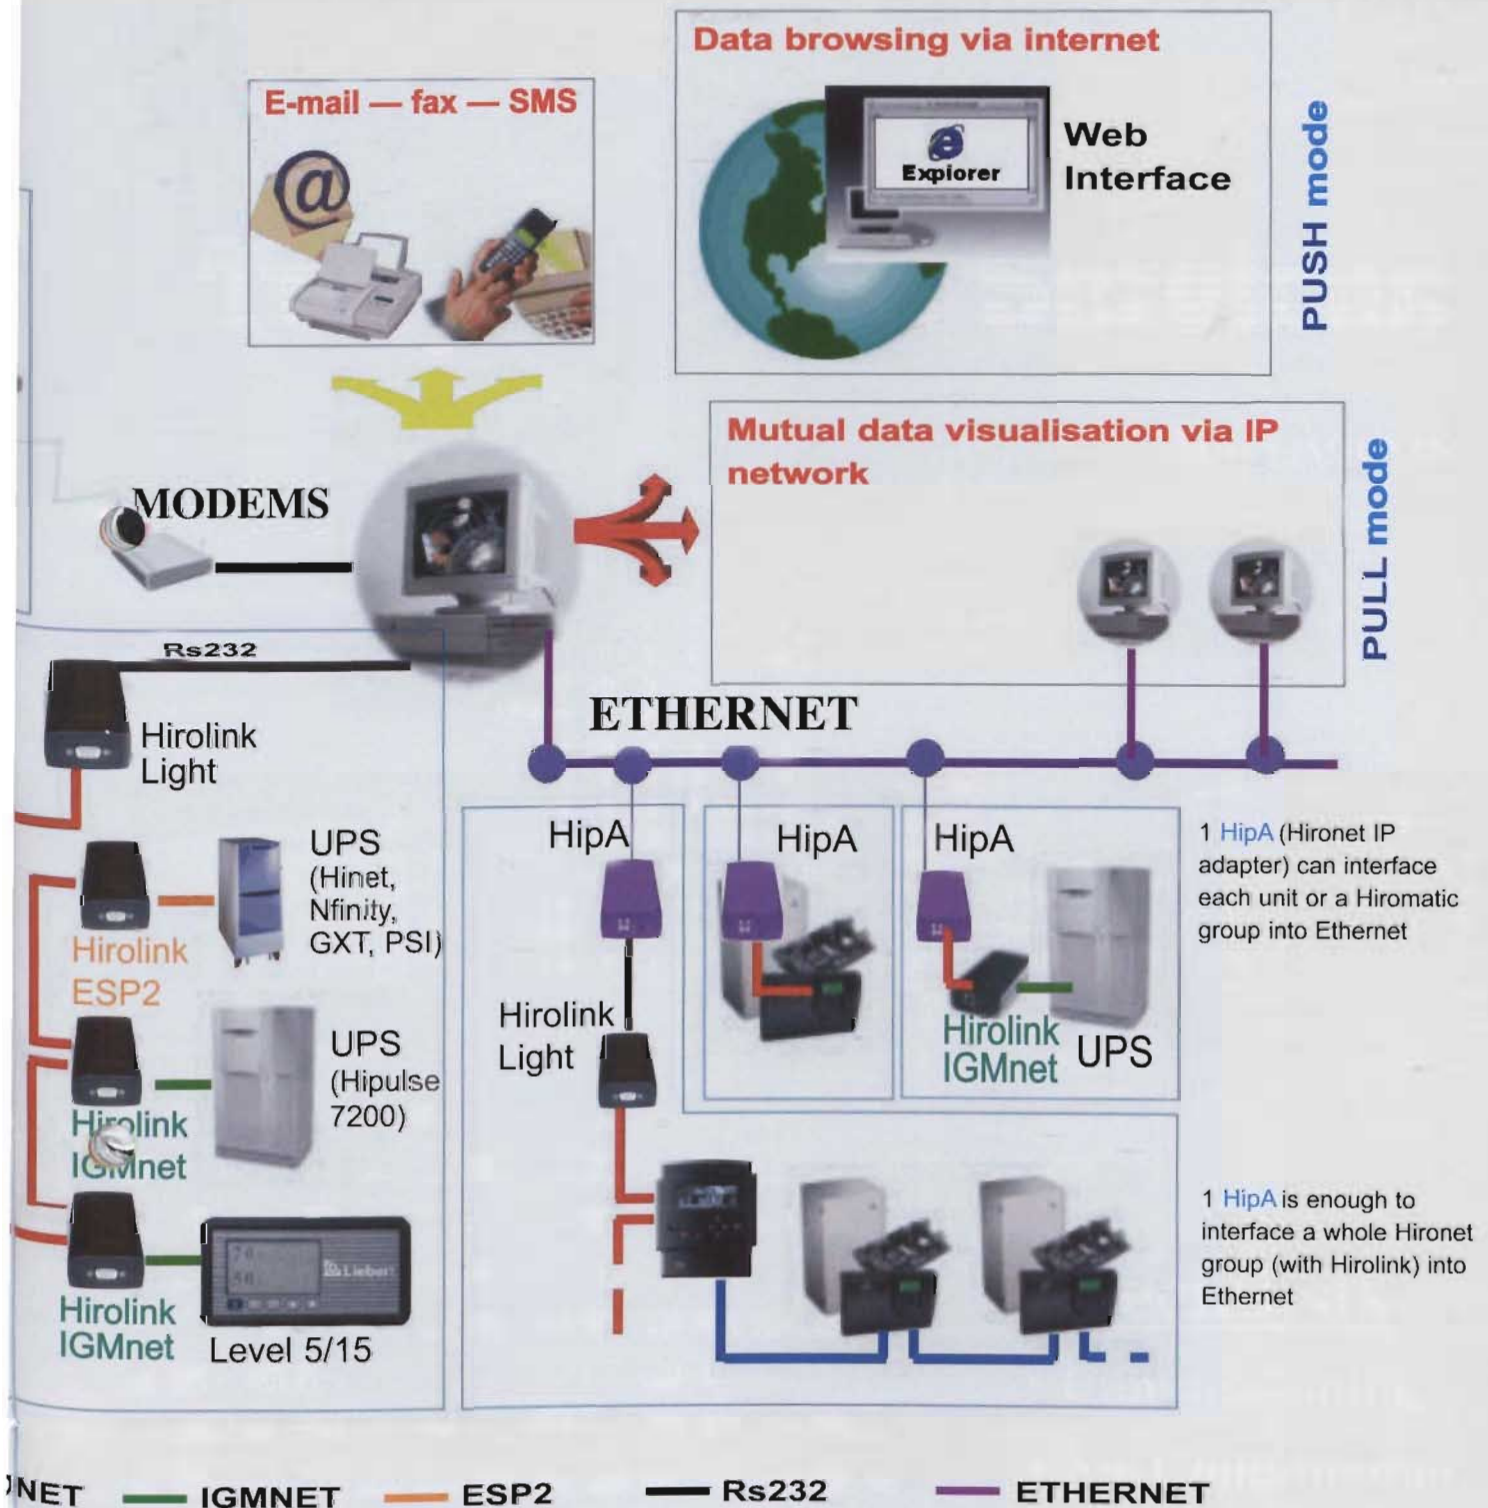 Data browsing via internet
E-mail — fax — SMS
@
Explorer
Web
Interface
PUSH mode
Mutual data visualisation via IP
network
PULL mode
MODEMS
Rs232
ETHERNET
Hirolink
Light
UPS
(Hinet,
Nfinity,
GXT, PSI)
Hirolink
ESP2
UPS
(Hipulse
7200)
Hirolink
IGMnet
Liebert
Hirolink
IGMnet
Level 5/15
HipA
HipA
HipA
Hirolink
Light
Hirolink
IGMnet
UPS
1 HipA (Hironet IP
adapter) can interface
each unit or a Hiromatic
group into Ethernet
1 HipA is enough to
interface a whole Hironet
group (with Hirolink) into
Ethernet
NET
IGMNET
ESP2
Rs232
ETHERNET